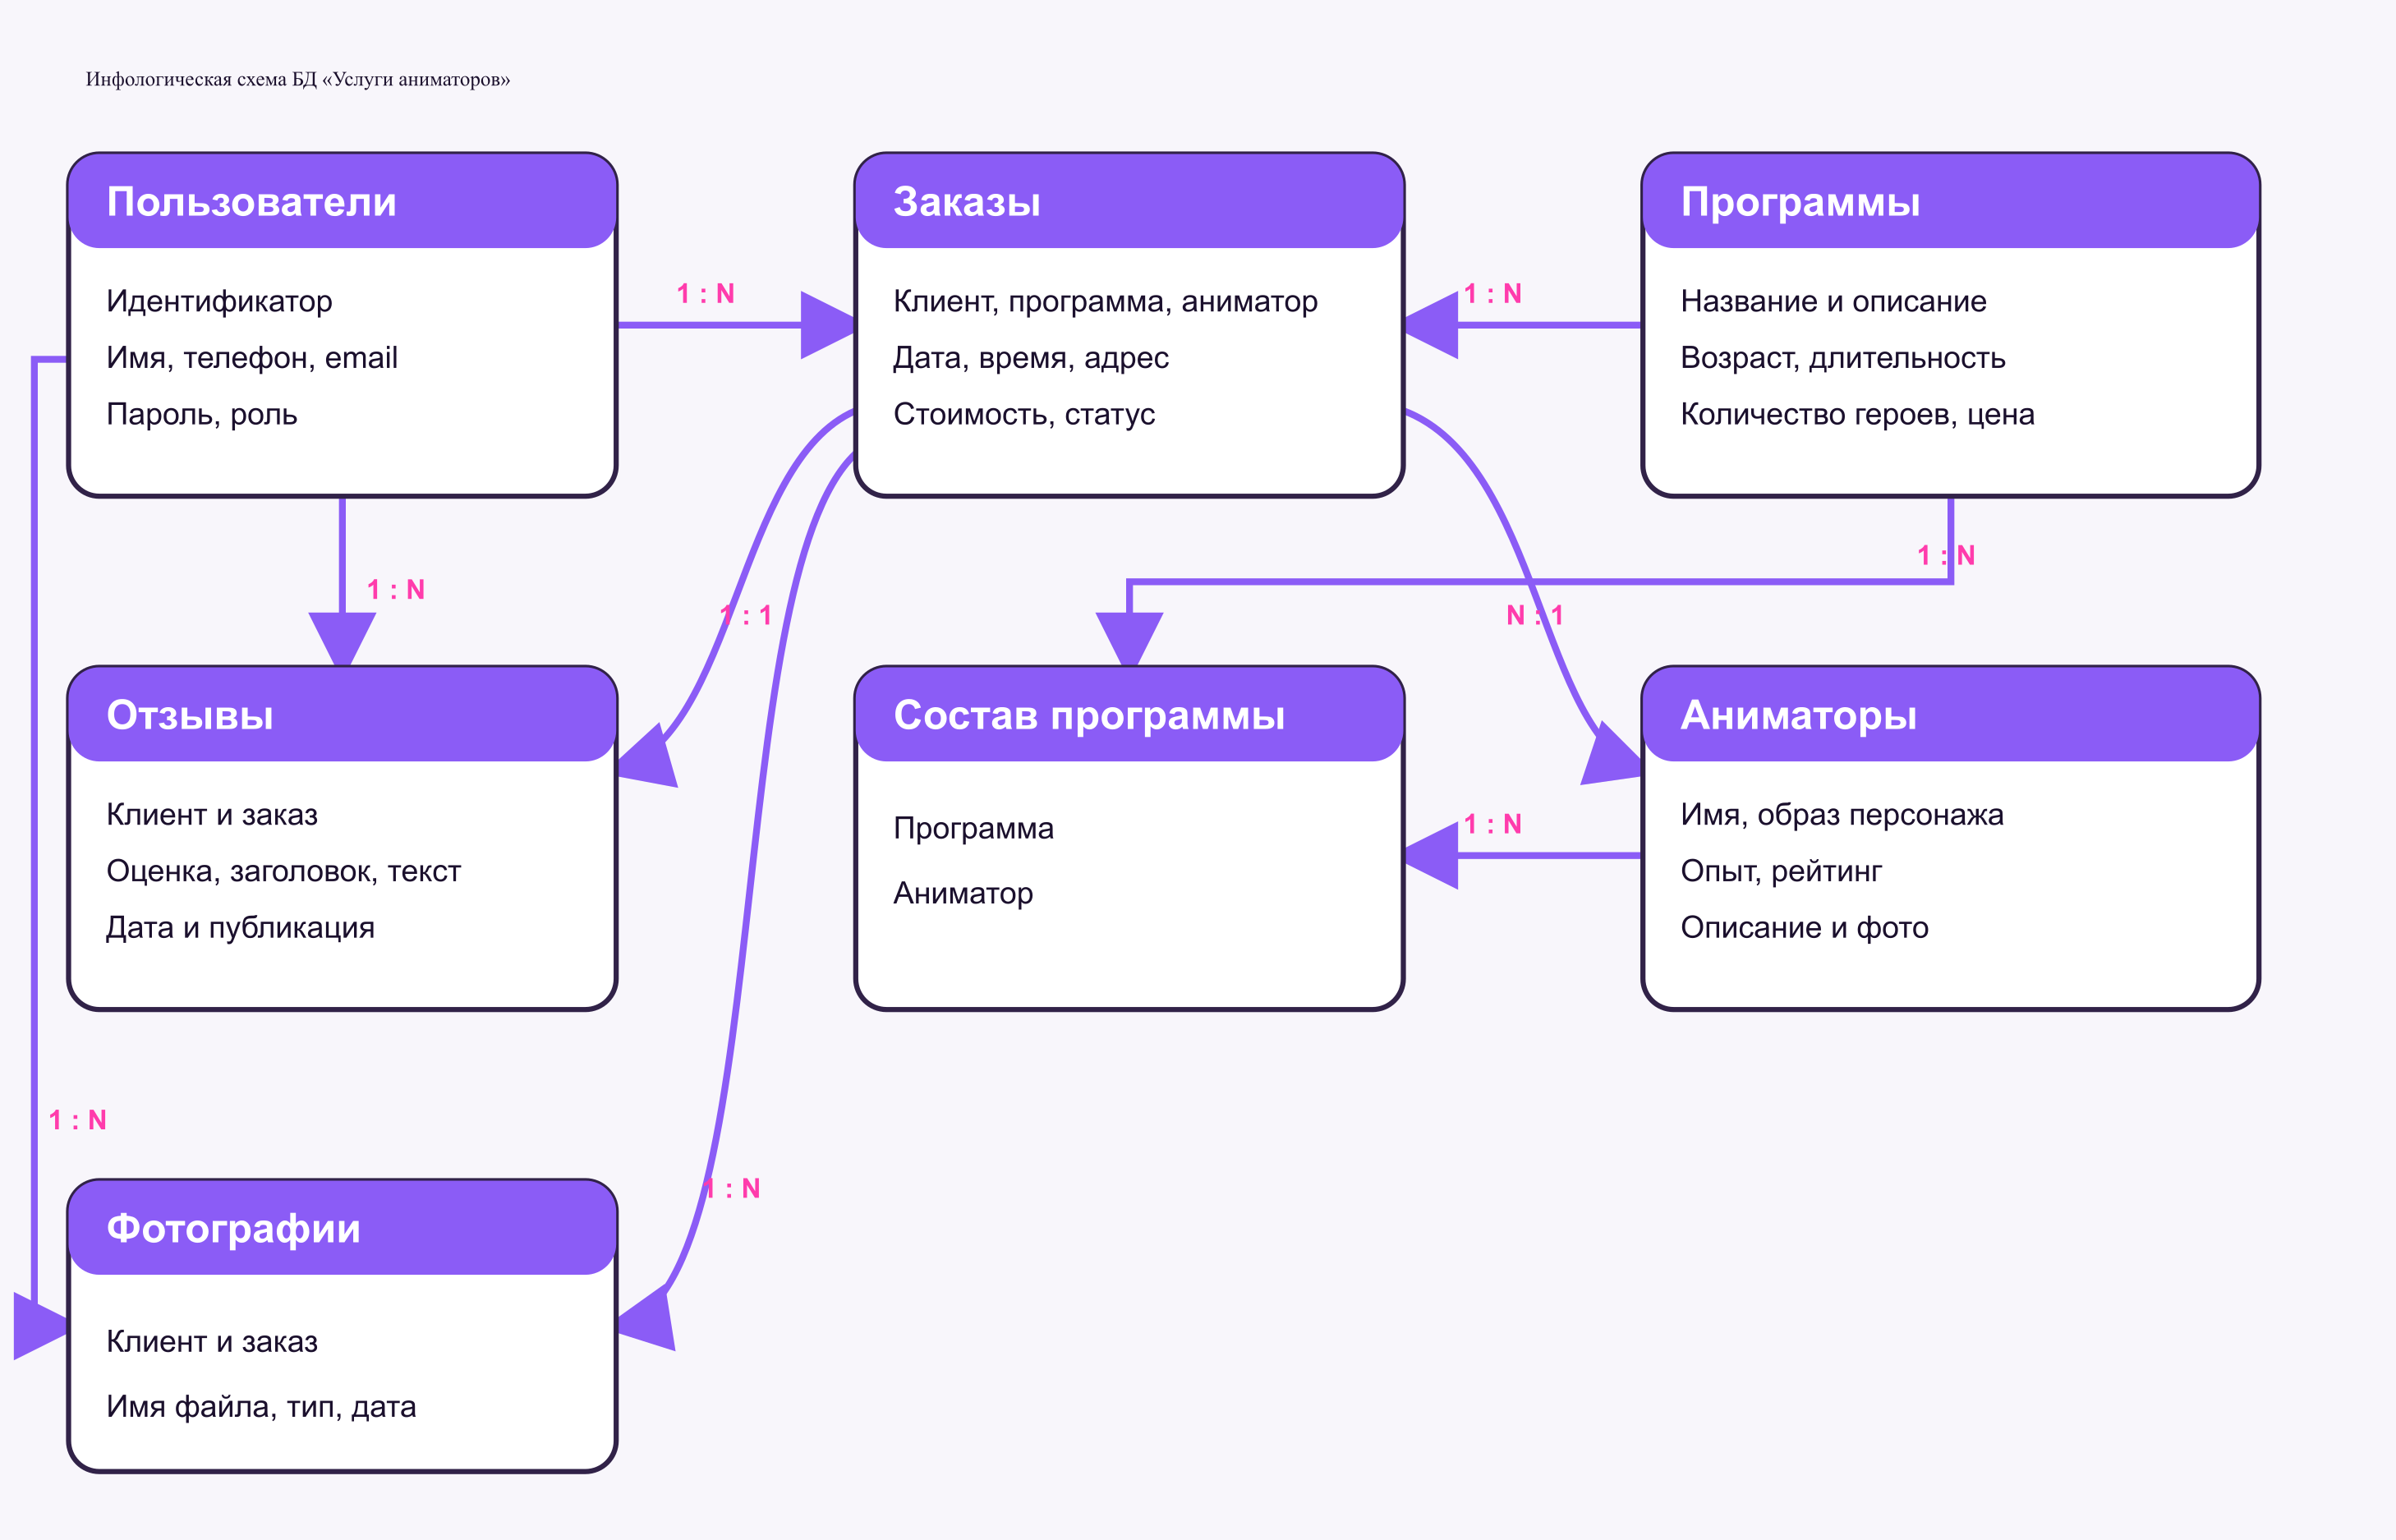 Инфологическая схема БД «Услуги аниматоров»
Пользователи
Идентификатор
Имя, телефон, email
Пароль, роль
1 : N
Заказы
Клиент, программа, аниматор
Дата, время, адрес
Стоимость, статус
1 : N
Программы
Название и описание
Возраст, длительность
Количество героев, цена
1 : N
1 : 1
N : 1
1 : N
Отзывы
Клиент и заказ
Оценка, заголовок, текст
Дата и публикация
Состав программы
Программа
Аниматор
1 : N
Аниматоры
Имя, образ персонажа
Опыт, рейтинг
Описание и фото
1 : N
1 : N
Фотографии
Клиент и заказ
Имя файла, тип, дата